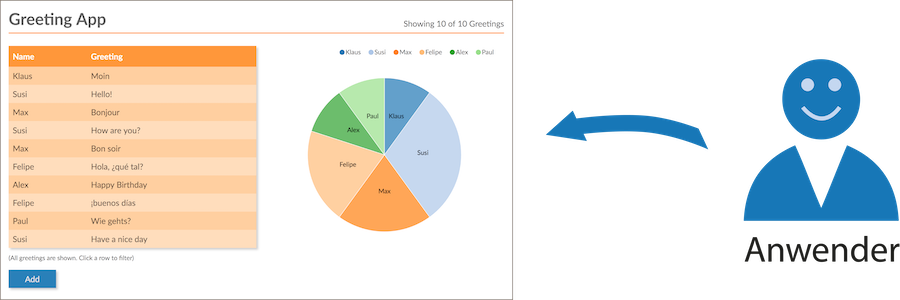 Greeting App
Showing 10 of 10 Greetings
Name Greeting
Klaus Moin
Susi Hello!
Max Bonjour
Susi How are you?
Max Bon soir
Felipe Hola, ¿qué tal?
Alex Happy Birthday
Felipe ¡buenos días
Paul Wie gehts?
Susi Have a nice day
(All greetings are shown. Click a row to filter)
Add
Klaus Susi Max Felipe Alex Paul
Paul
Klaus
Alex
Susi
Felipe
Max
Anwender